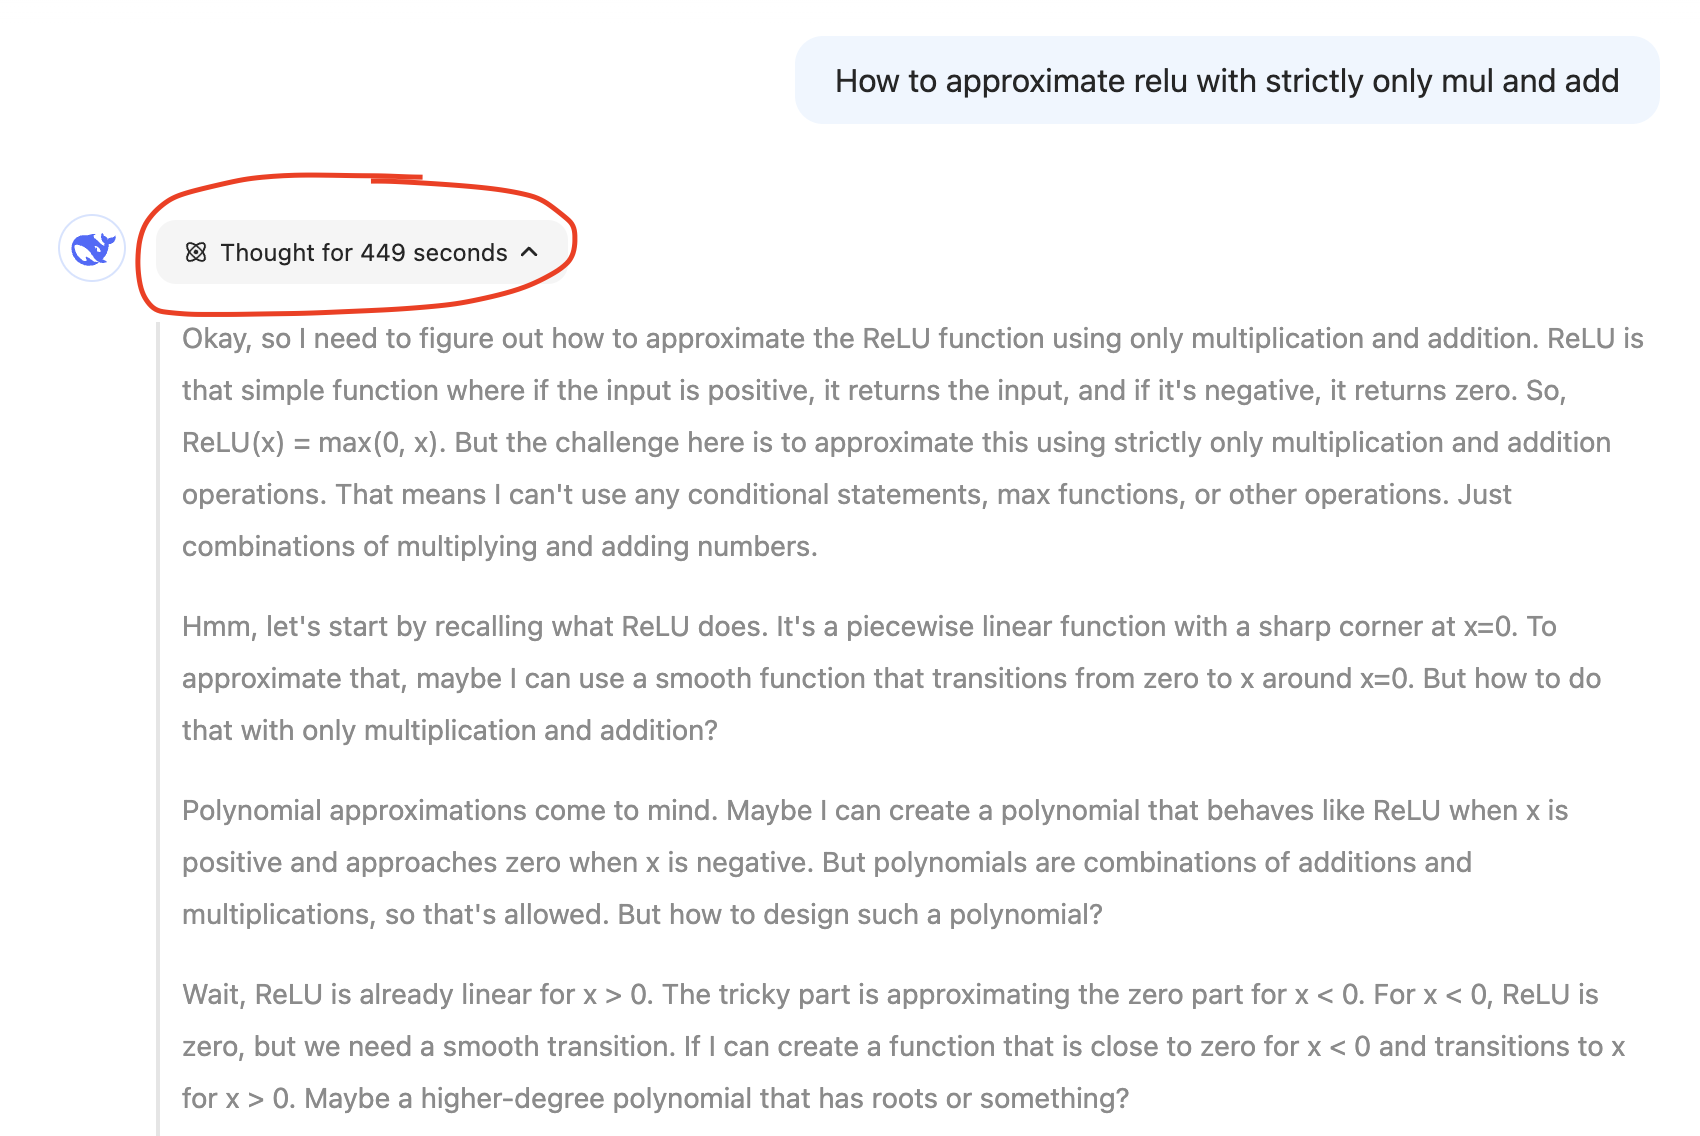 How to approximate relu with strictly only mul and add
Thought for 449 seconds
Okay, so I need to figure out how to approximate the ReLU function using only multiplication and addition. ReLU is
that simple function where if the input is positive, it returns the input, and if it's negative, it returns zero. So,
ReLU(x) = max(0, x). But the challenge here is to approximate this using strictly only multiplication and addition
operations. That means I can't use any conditional statements, max functions, or other operations. Just
combinations of multiplying and adding numbers.
Hmm, let's start by recalling what ReLU does. It's a piecewise linear function with a sharp corner at x=0. To
approximate that, maybe I can use a smooth function that transitions from zero to x around x=0. But how to do
that with only multiplication and addition?
Polynomial approximations come to mind. Maybe I can create a polynomial that behaves like ReLU when x is
positive and approaches zero when x is negative. But polynomials are combinations of additions and
multiplications, so that's allowed. But how to design such a polynomial?
Wait, ReLU is already linear for x > 0. The tricky part is approximating the zero part for x < 0. For x < 0, ReLU is
zero, but we need a smooth transition. If I can create a function that is close to zero for x < 0 and transitions to x
for x > 0. Maybe a higher-degree polynomial that has roots or something?